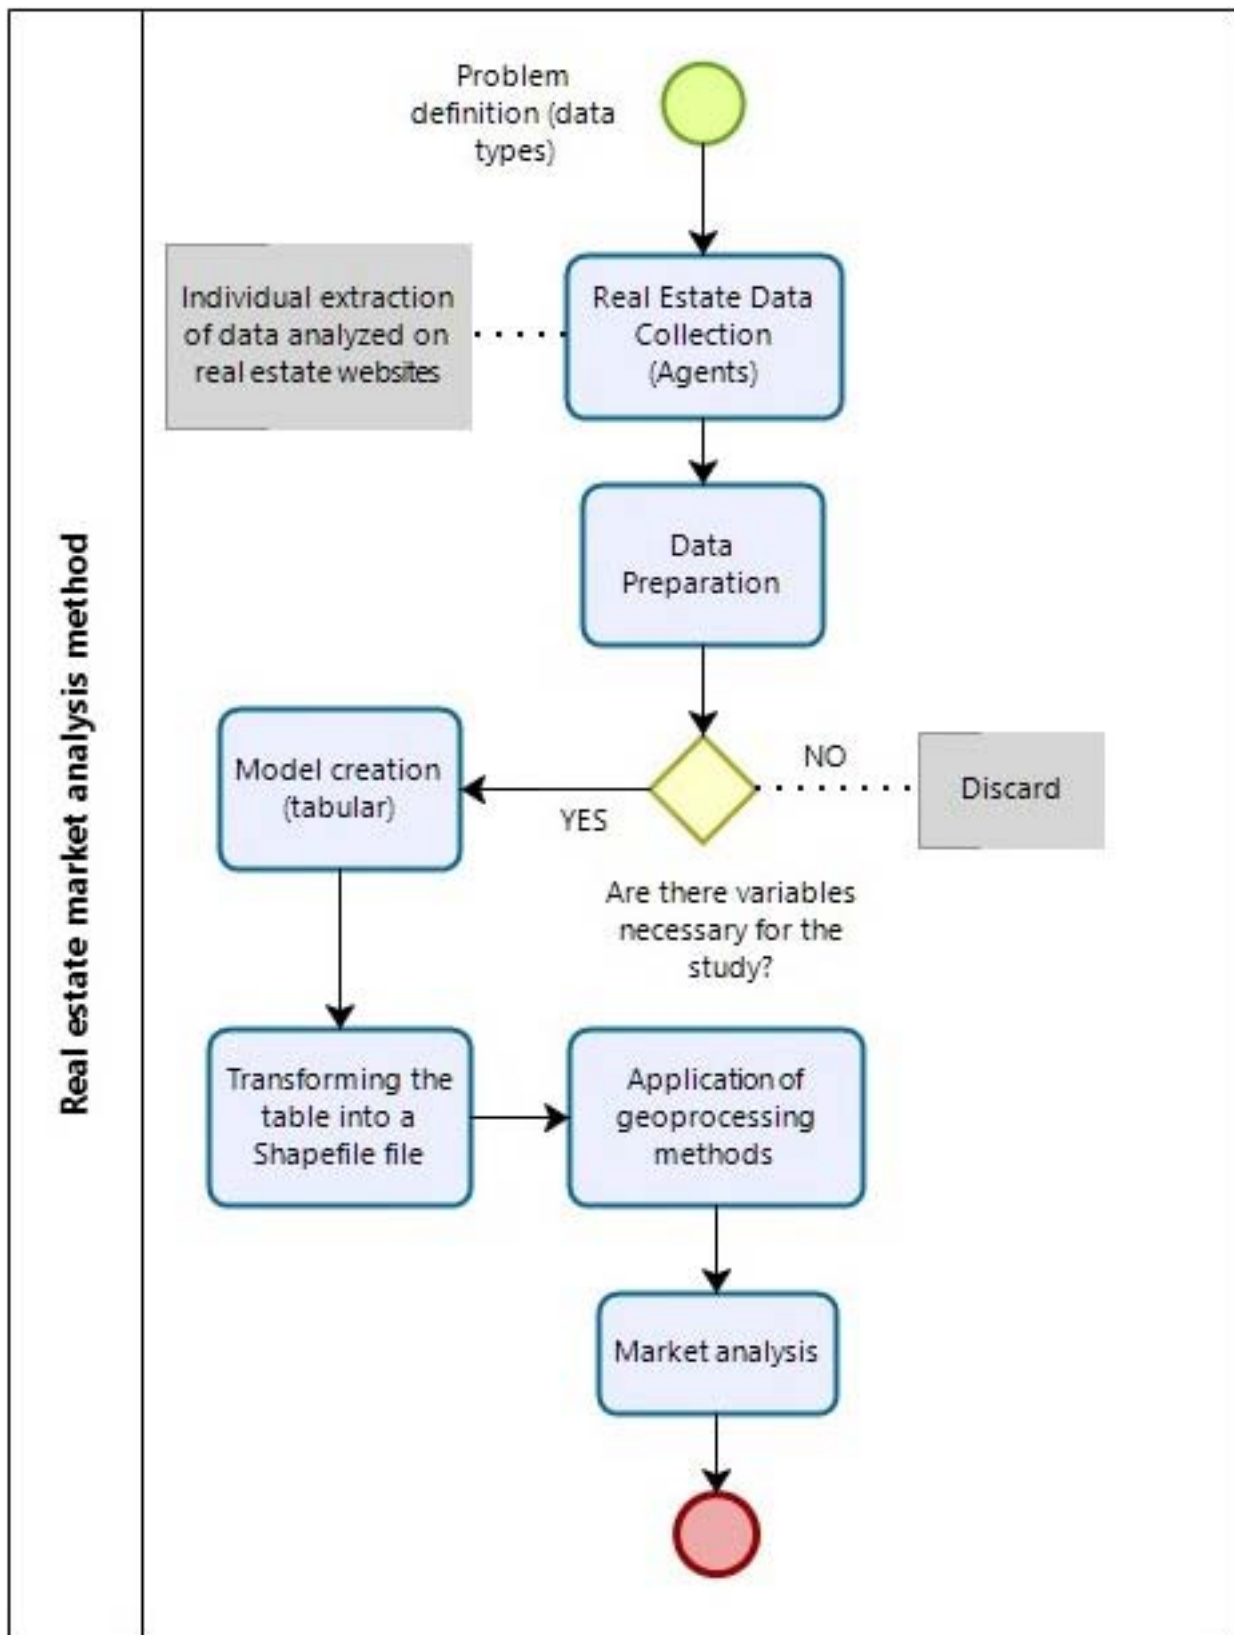 Real estate market analysis method
Problem
definition (data
types)
Individual extraction
of data analyzed on
real estate websites
Real Estate Data
Collection
(Agents)
Data
Preparation
Model creation
(tabular)
YES
NO
Discard
Are there variables
necessary for the
study?
Transforming the
table into a
Shapefile file
Application of
geoprocessing
methods
Market analysis